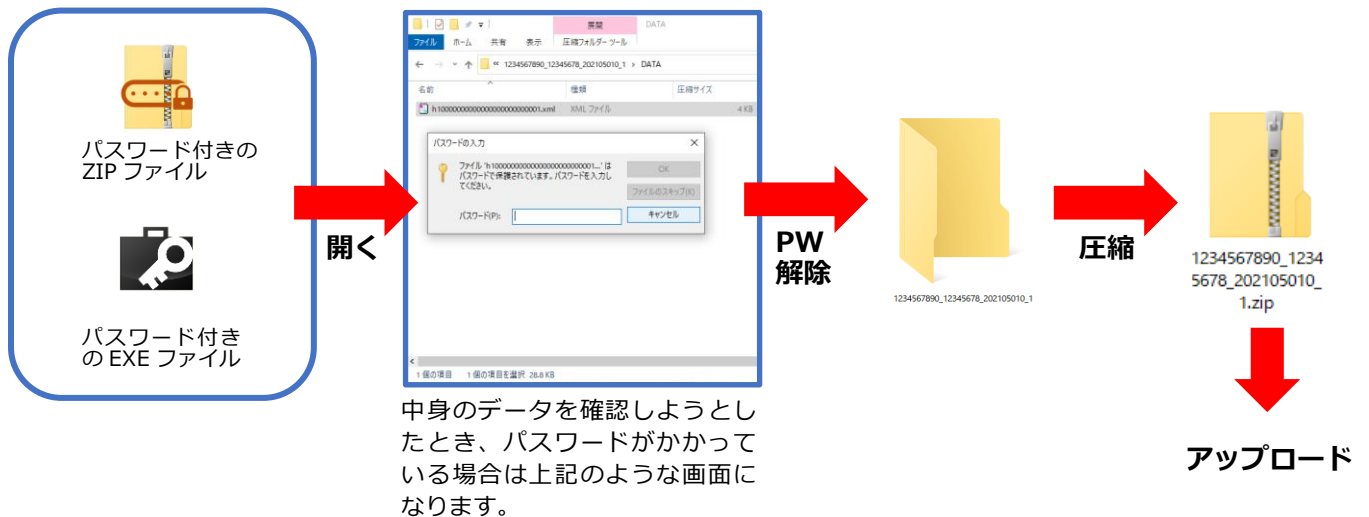 パスワード付きの
ZIP ファイル
パスワード付き
の EXE ファイル
開く
展開
DATA
ファイル ホーム 共有 表示 圧縮フォルダー ツール
« 1234567890_12345678_202105010_1 › DATA
名前 種類 圧縮サイズ
XML ファイル 4 KB
パスワードの入力
パスワードで保護されています。パスワードを入力し
てください。
OK
ファイルのスキップ(K)
パスワード(P):
キャンセル
1 個の項目 1 個の項目を選択 28.8 KB
中身のデータを確認しようとし
たとき、パスワードがかかって
いる場合は上記のような画面に
なります。
PW
解除
1234567890_12345678_202105010_1
圧縮
1234567890_1234
5678_202105010_
1.zip
アップロード